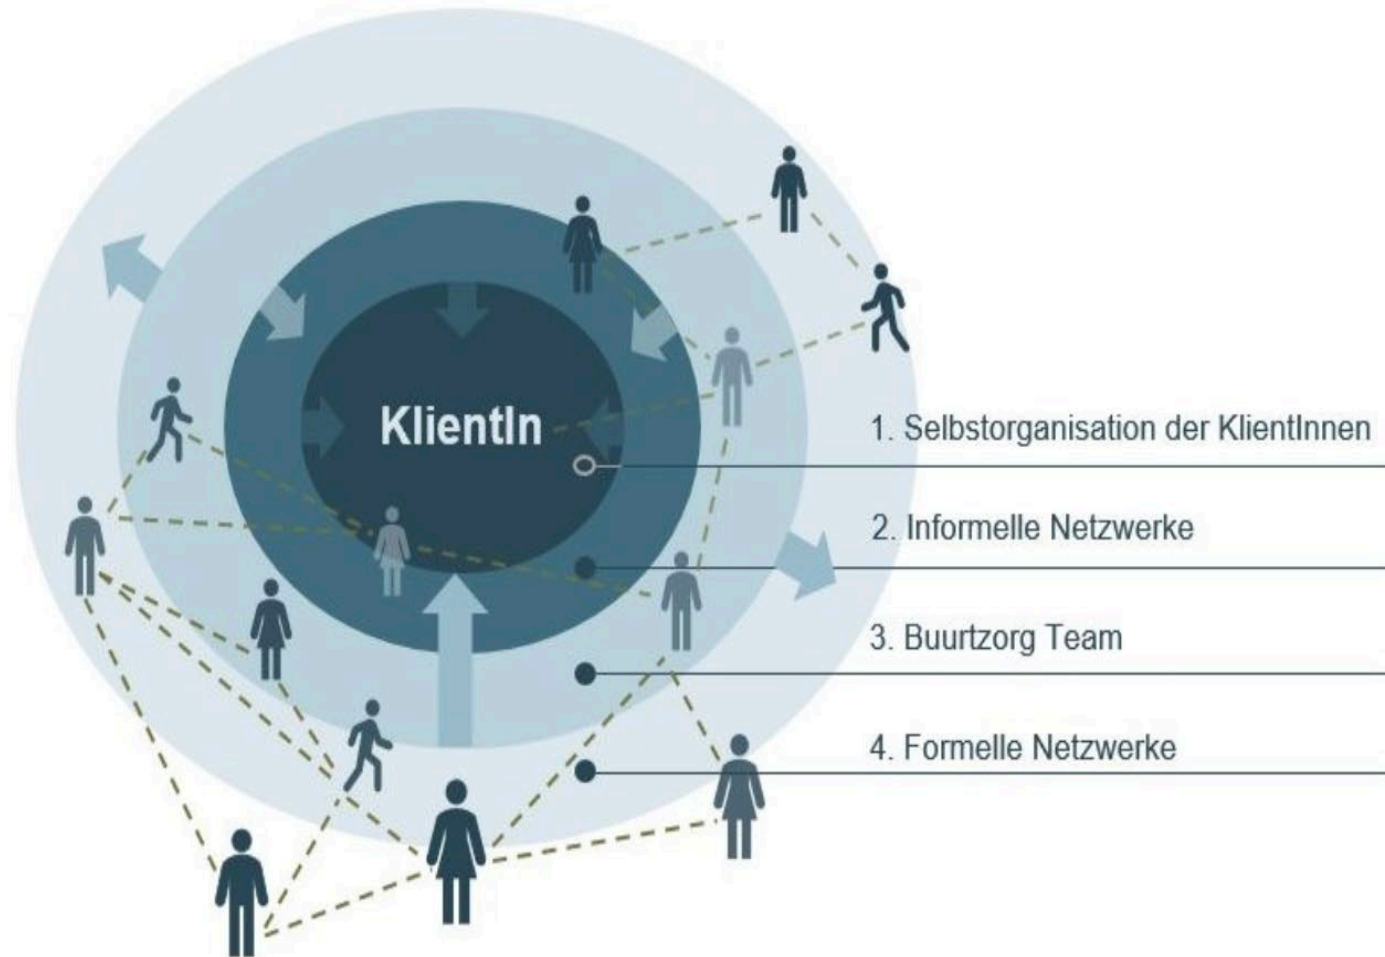 KlientIn
1. Selbstorganisation der KlientInnen
2. Informelle Netzwerke
3. Buurtzorg Team
4. Formelle Netzwerke